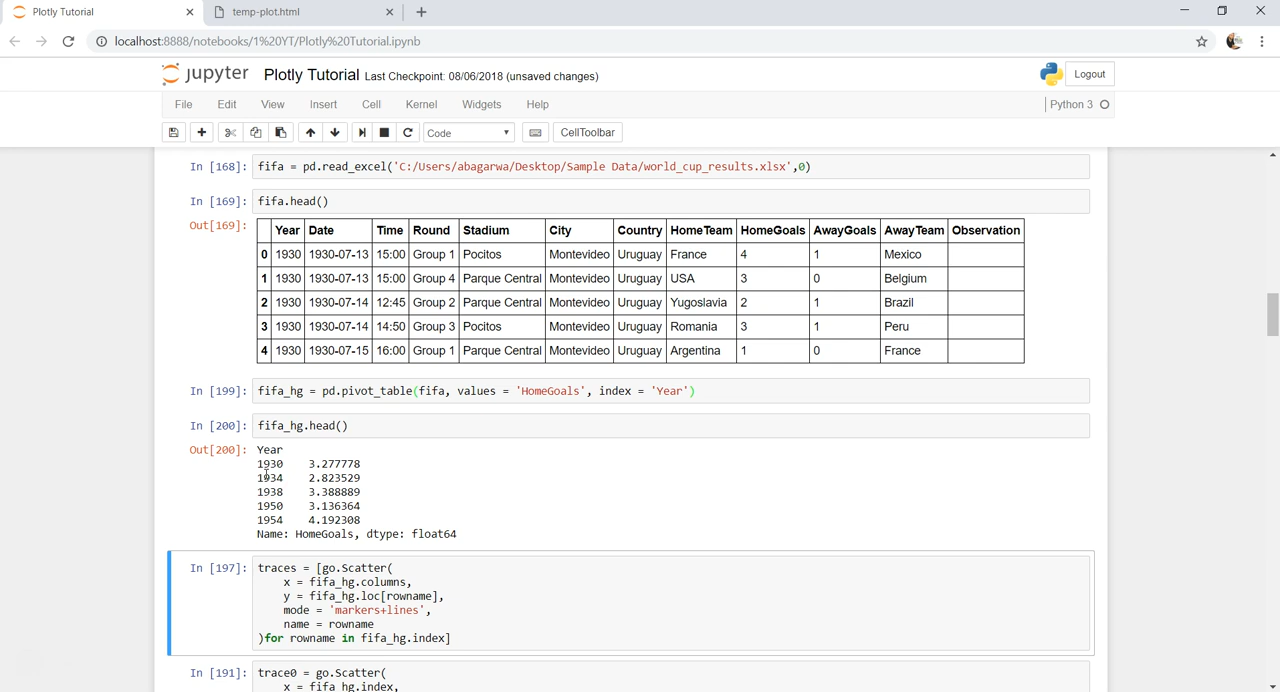 Plotly Tutorial
temp-plot.html
localhost:8888/notebooks/1%20YT/Plotly%20Tutorial.ipynb
jupyter Plotly Tutorial Last Checkpoint: 08/06/2018 (unsaved changes)
Logout
File Edit View Insert Cell Kernel Widgets Help
Python 3
Code
CellToolbar
In [168]: fifa = pd.read_excel('C:/Users/abagarwa/Desktop/Sample Data/world_cup_results.xlsx',0)
In [169]: fifa.head()
Out[169]:
Year Date Time Round Stadium City Country HomeTeam HomeGoals AwayGoals AwayTeam Observation
0 1930 1930-07-13 15:00 Group 1 Pocitos Montevideo Uruguay France 4 1 Mexico
1 1930 1930-07-13 15:00 Group 4 Parque Central Montevideo Uruguay USA 3 0 Belgium
2 1930 1930-07-14 12:45 Group 2 Parque Central Montevideo Uruguay Yugoslavia 2 1 Brazil
3 1930 1930-07-14 14:50 Group 3 Pocitos Montevideo Uruguay Romania 3 1 Peru
4 1930 1930-07-15 16:00 Group 1 Parque Central Montevideo Uruguay Argentina 1 0 France
In [199]: fifa_hg = pd.pivot_table(fifa, values = 'HomeGoals', index = 'Year')
In [200]: fifa_hg.head()
Out[200]: Year
1930 3.277778
1934 2.823529
1938 3.388889
1950 3.136364
1954 4.192308
Name: HomeGoals, dtype: float64
In [197]: traces = [go.Scatter(
x = fifa_hg.columns,
y = fifa_hg.loc[rowname],
mode = 'markers+lines',
name = rowname
)for rowname in fifa_hg.index]
In [191]: trace0 = go.Scatter(
x = fifa_hg.index,